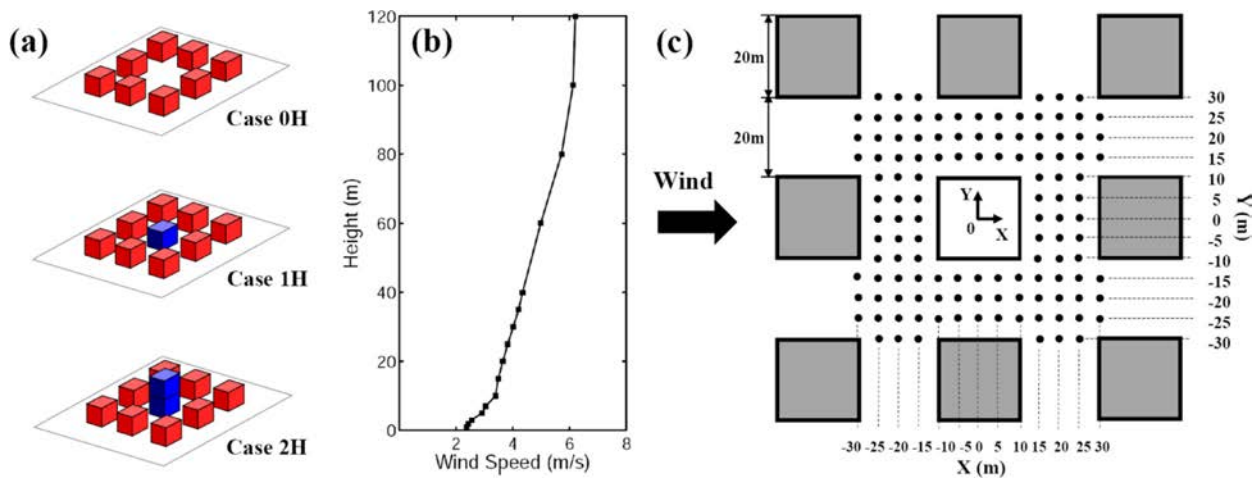 (a)
Case 0H
Case 1H
Case 2H
(b)
120
100
80
60
40
20
0
Height (m)
0
2
4
6
8
Wind Speed (m/s)
(c)
20m
20m
Wind
Y
0
X
30
25
20
15
10
5
0
-5
-10
-15
-20
-25
-30
Y (m)
-30 -25 -20 -15 -10 -5 0 5 10 15 20 25 30
X (m)